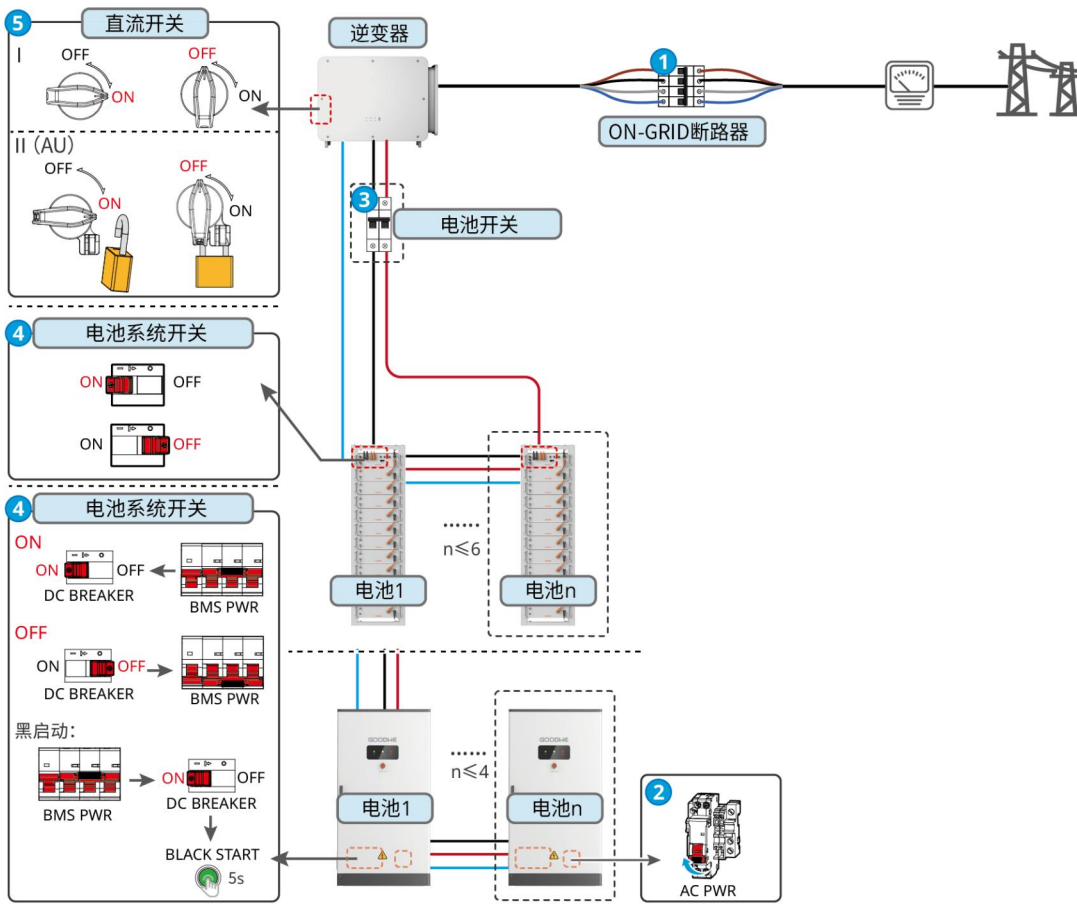 5
直流开关
I
OFF
ON
OFF
ON
II (AU)
OFF
ON
OFF
ON
逆变器
1
ON-GRID断路器
3
电池开关
4
电池系统开关
ON
OFF
ON
OFF
4
电池系统开关
ON
ON
OFF
DC BREAKER
BMS PWR
OFF
ON
OFF
DC BREAKER
BMS PWR
黑启动:
BMS PWR
ON
OFF
DC BREAKER
BLACK START
5s
……
n≤6
电池1
电池n
GOODWE
GOODWE
……
n≤4
电池1
电池n
2
AC PWR